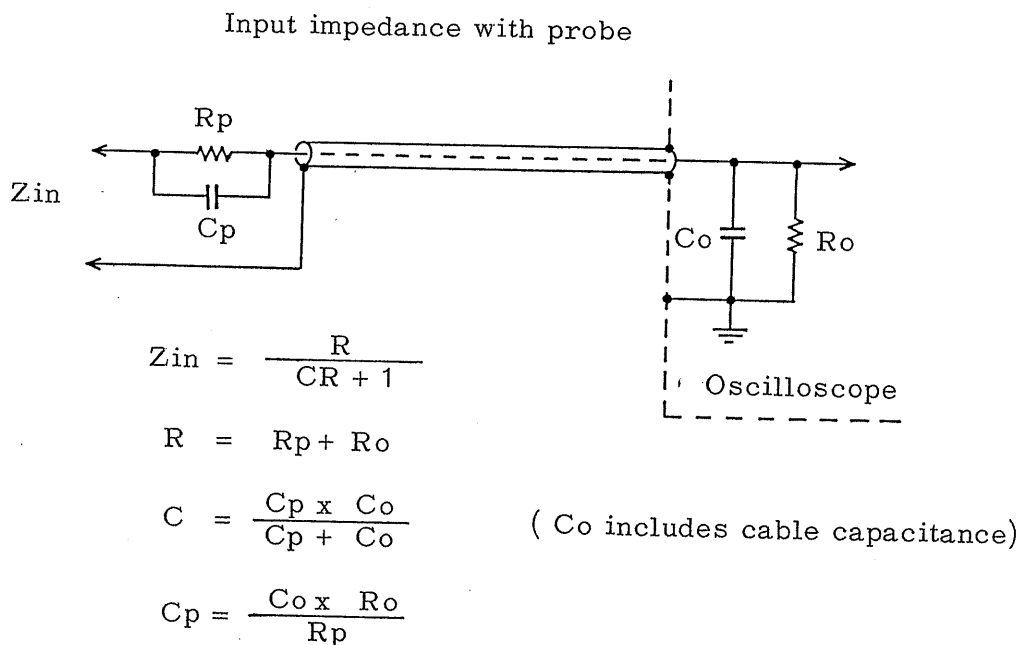 Input impedance with probe
Rp
Zin
Cp
Co
Ro
Oscilloscope
Zin = R / CR + 1
R = Rp + Ro
C = Cp x Co / Cp + Co
( Co includes cable capacitance)
Cp = Co x Ro / Rp